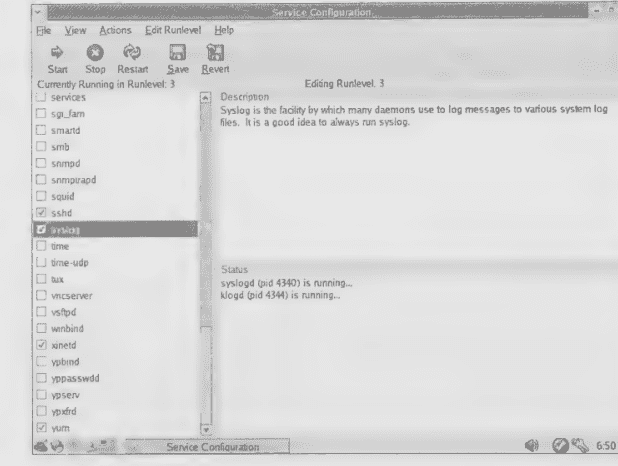 Service Configuration
File View Actions Edit Runlevel Help
Start Stop Restart Save Revert
Currently Running in Runlevel: 3
Editing Runlevel: 3
services
sgi_fam
smartd
smb
snmpd
snmptrapd
squid
sshd
syslog
time
time-udp
tux
vncserver
vsftpd
winbind
xinetd
ypbind
yppasswdd
ypserv
ypxfrd
yum
Description
Syslog is the facility by which many daemons use to log messages to various system log
files. It is a good idea to always run syslog.
Status
syslogd (pid 4340) is running...
klogd (pid 4344) is running...
Service Configuration
6:50